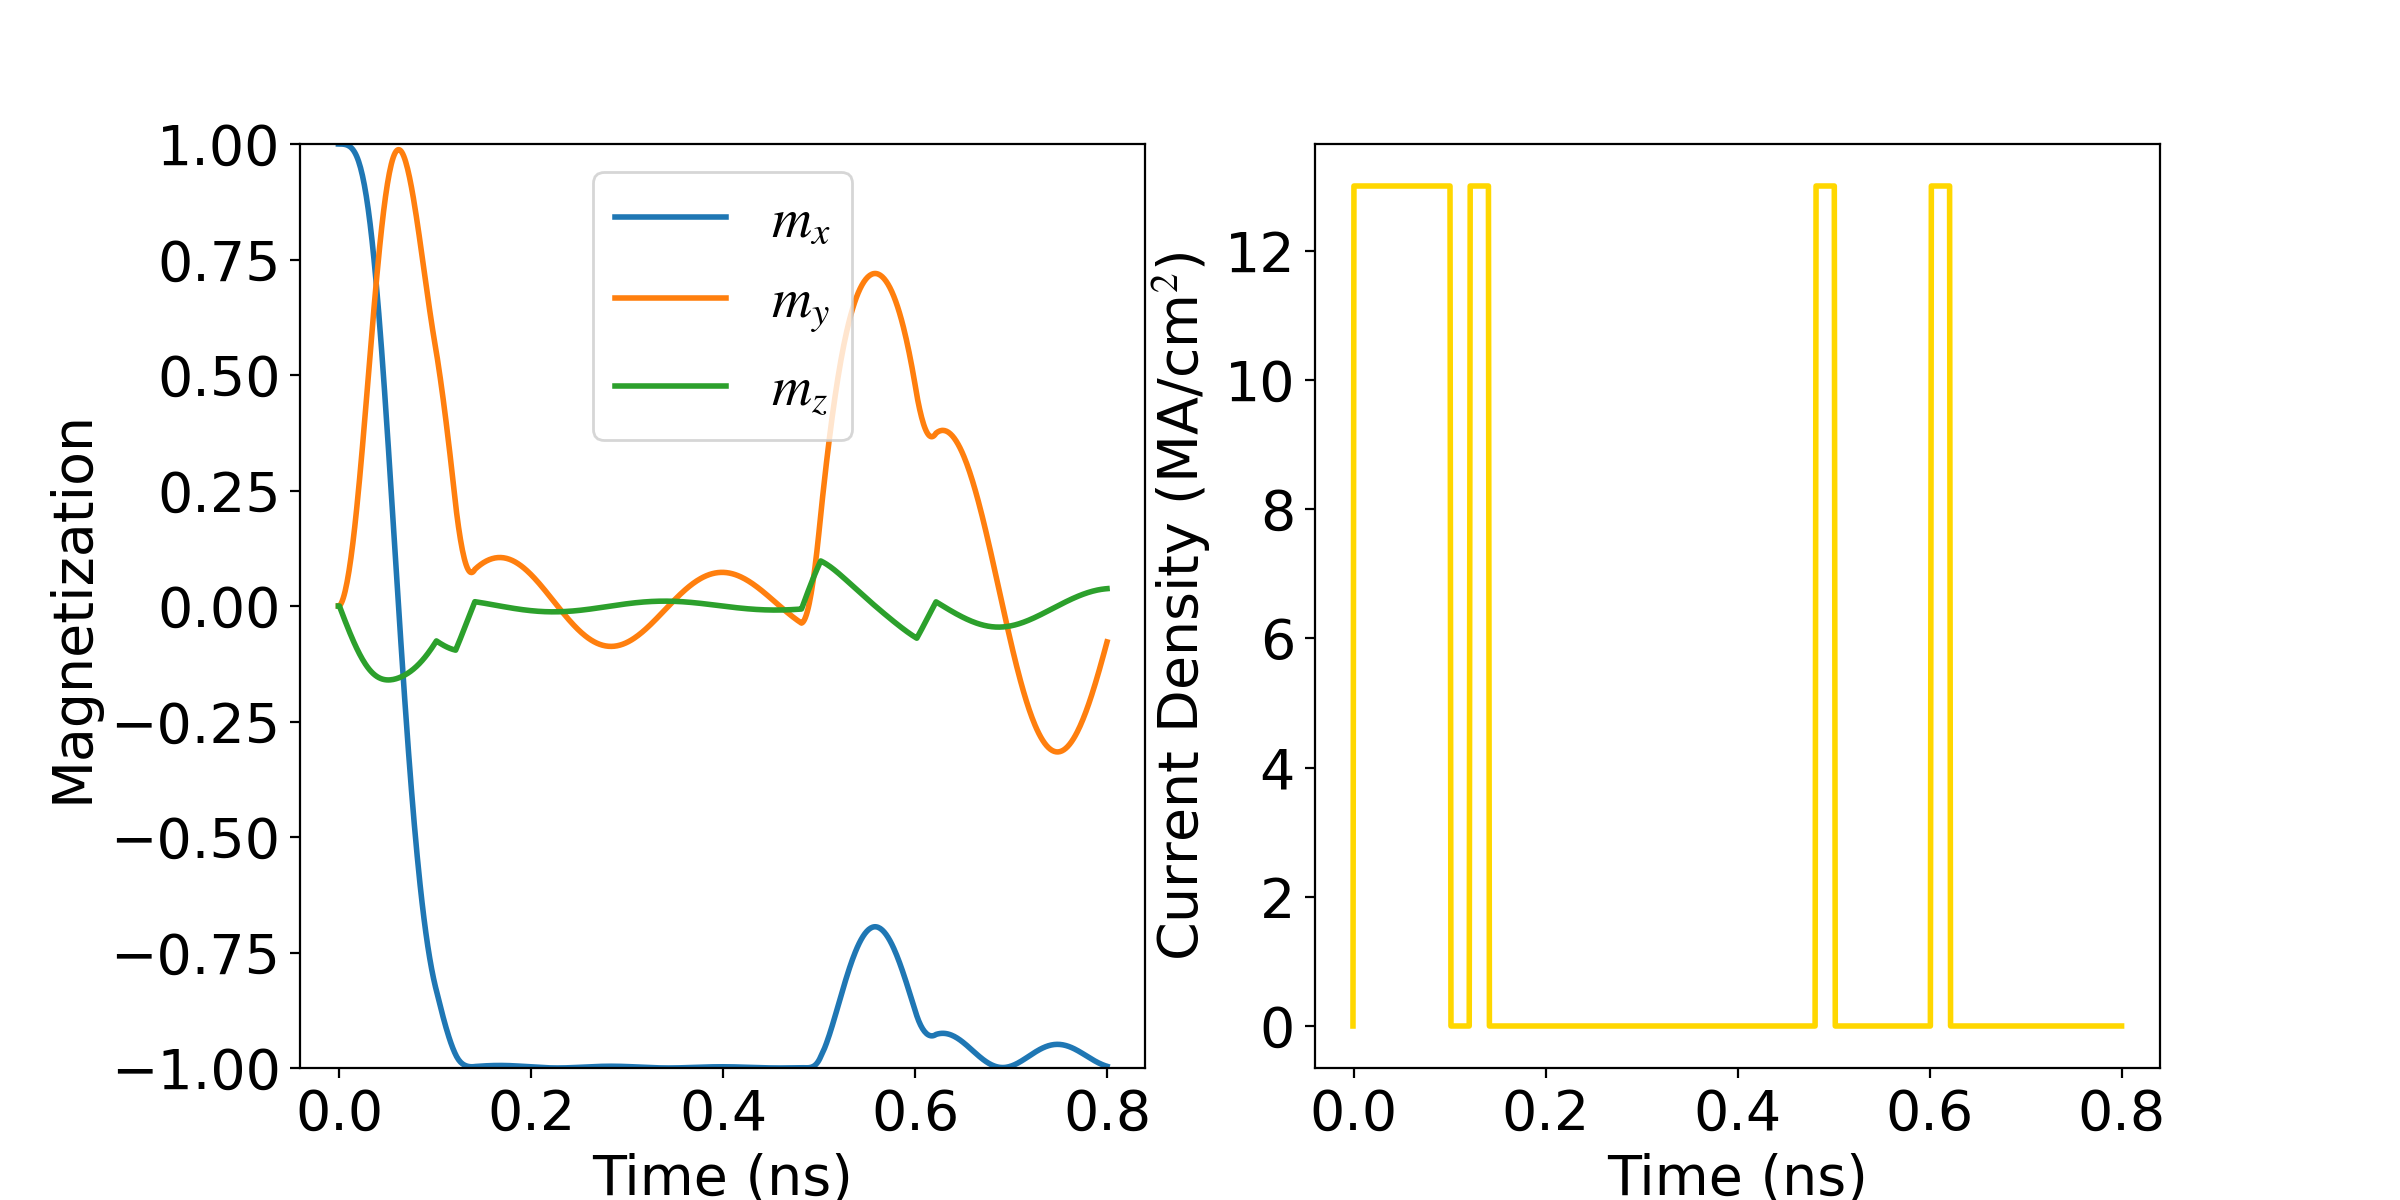 Magnetization
1.00
0.75
0.50
0.25
0.00
−0.25
−0.50
−0.75
−1.00
0.0 0.2 0.4 0.6 0.8
Time (ns)
m_x
m_y
m_z
Current Density (MA/cm²)
12
10
8
6
4
2
0
0.0 0.2 0.4 0.6 0.8
Time (ns)